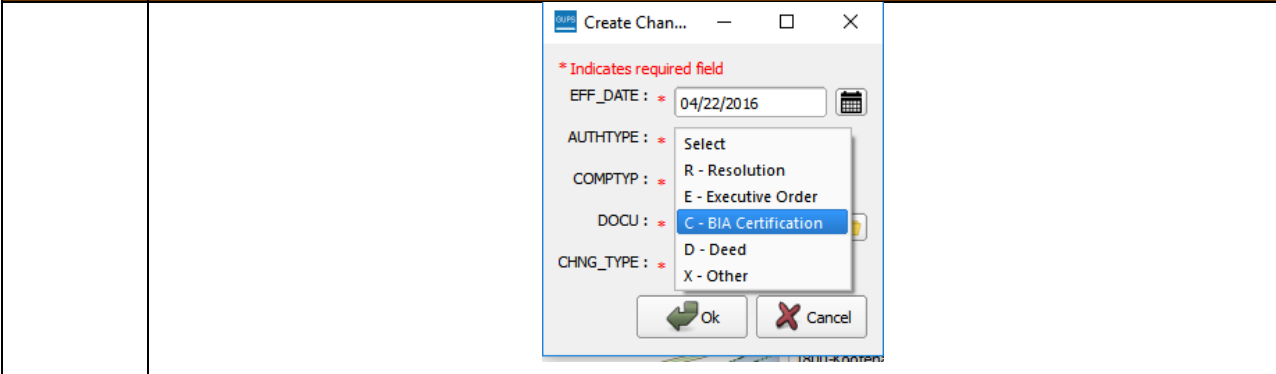 GUPS Create Chan...
* Indicates required field
EFF_DATE : * 04/22/2016
AUTHTYPE : * Select
R - Resolution
COMPTYP : *
E - Executive Order
DOCU : * C - BIA Certification
D - Deed
CHNG_TYPE : *
X - Other
Ok Cancel